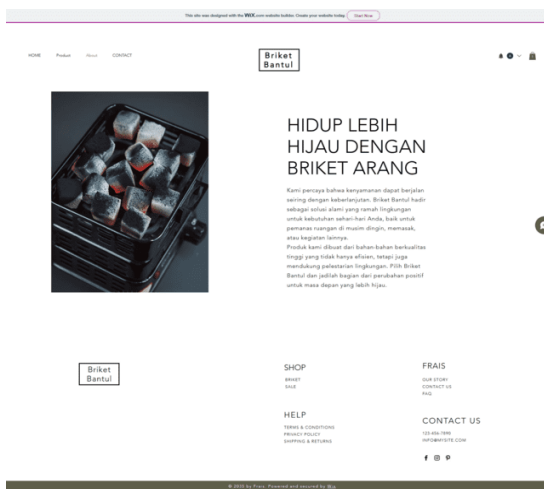 This site was designed with the WiX.com website builder. Create your website today. Start Now
HOME Product About CONTACT
Briket
Bantul
HIDUP LEBIH
HIJAU DENGAN
BRIKET ARANG
Kami percaya bahwa kenyamanan dapat berjalan
seiring dengan keberlanjutan. Briket Bantul hadir
sebagai solusi alami yang ramah lingkungan
untuk kebutuhan sehari-hari Anda, baik untuk
pemanas ruangan di musim dingin, memasak,
atau kegiatan lainnya.
Produk kami dibuat dari bahan-bahan berkualitas
tinggi yang tidak hanya efisien, tetapi juga
mendukung pelestarian lingkungan. Pilih Briket
Bantul dan jadilah bagian dari perubahan positif
untuk masa depan yang lebih hijau.
Briket
Bantul
SHOP
BRIKET
SALE
FRAIS
OUR STORY
CONTACT US
FAQ
HELP
TERMS & CONDITIONS
PRIVACY POLICY
SHIPPING & RETURNS
CONTACT US
123-456-7890
INFO@MYSITE.COM
by Frais. Powered and secured by Wix